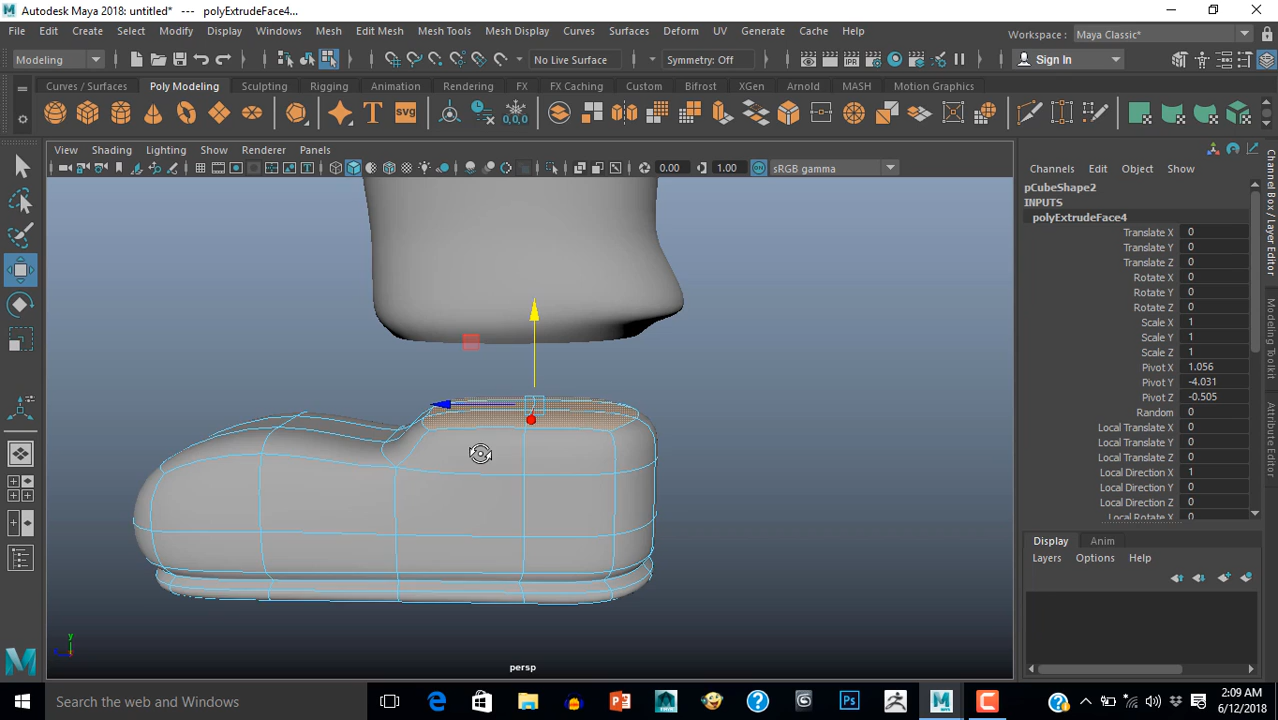 Autodesk Maya 2018: untitled* --- polyExtrudeFace4...
File Edit Create Select Modify Display Windows Mesh Edit Mesh Mesh Tools Mesh Display Curves Surfaces Deform UV Generate Cache Help
Workspace : Maya Classic*
Modeling No Live Surface Symmetry: Off Sign In
Curves / Surfaces Poly Modeling Sculpting Rigging Animation Rendering FX FX Caching Custom Bifrost XGen Arnold MASH Motion Graphics
T SVG 0,0,0
View Shading Lighting Show Renderer Panels
0.00 1.00 ON sRGB gamma
Channels Edit Object Show
pCubeShape2
INPUTS
polyExtrudeFace4
Translate X 0
Translate Y 0
Translate Z 0
Rotate X 0
Rotate Y 0
Rotate Z 0
Scale X 1
Scale Y 1
Scale Z 1
Pivot X 1.056
Pivot Y -4.031
Pivot Z -0.505
Random 0
Local Translate X 0
Local Translate Y 0
Local Translate Z 0
Local Direction X 1
Local Direction Y 0
Local Direction Z 0
Local Rotate X 0
Channel Box / Layer Editor
Modeling Toolkit
Attribute Editor
Display Anim
Layers Options Help
y
persp
Search the web and Windows
Ps
2:09 AM
6/12/2018